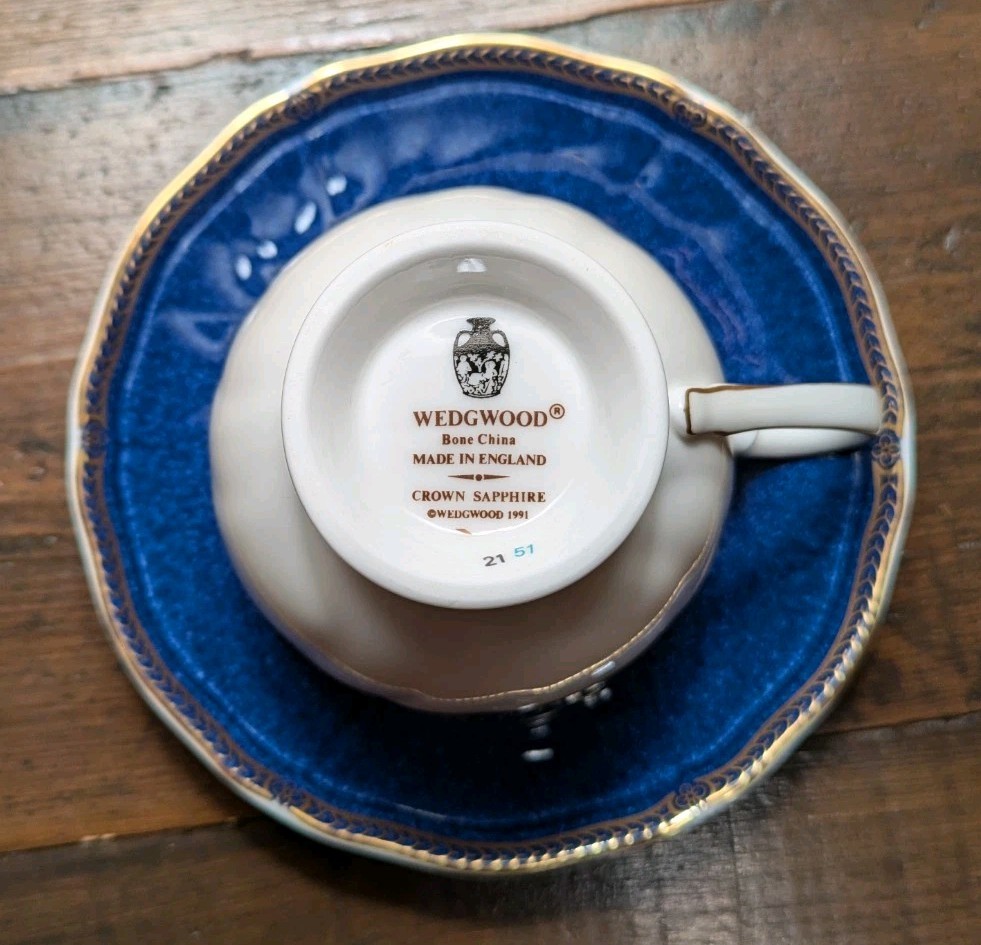 WEDGWOOD®
Bone China
MADE IN ENGLAND
CROWN SAPPHIRE
©WEDGWOOD 1991
21 51